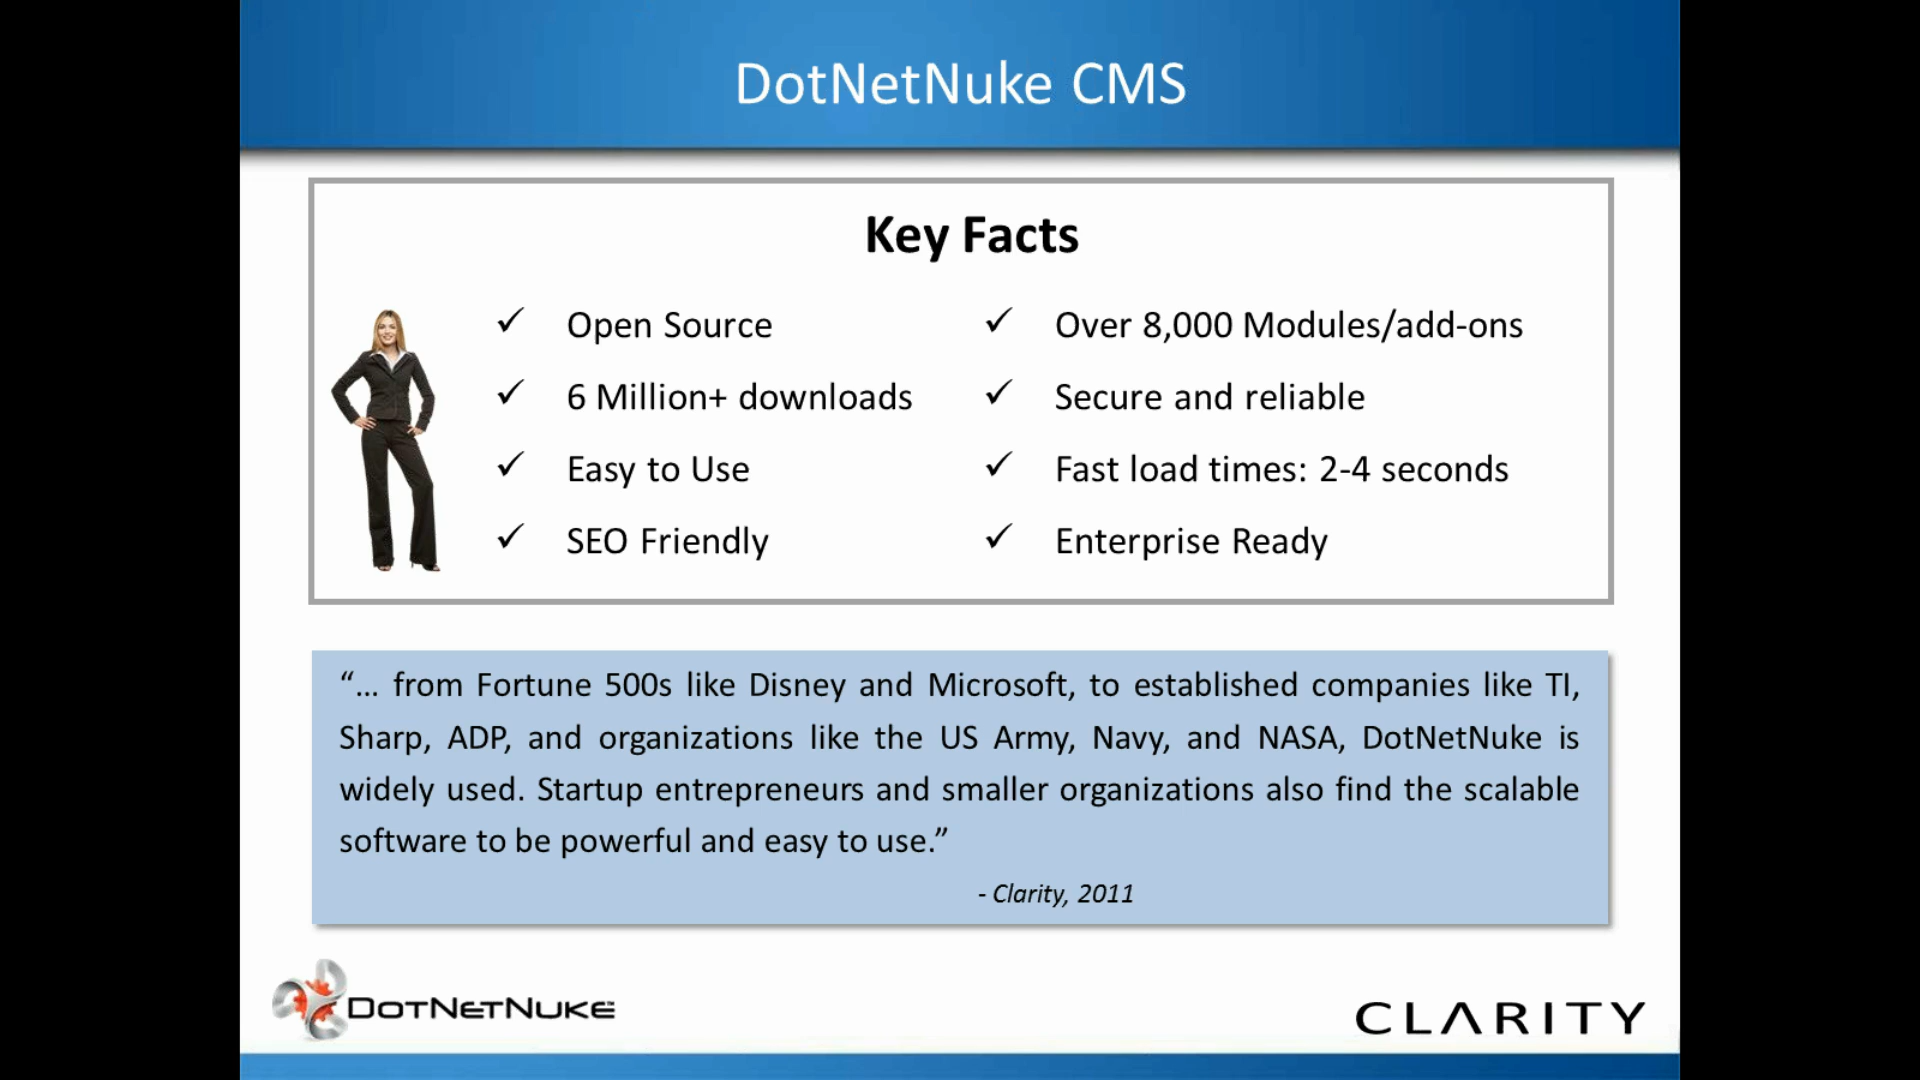 DotNetNuke CMS
Key Facts
Open Source
6 Million+ downloads
Easy to Use
SEO Friendly
Over 8,000 Modules/add-ons
Secure and reliable
Fast load times: 2-4 seconds
Enterprise Ready
“... from Fortune 500s like Disney and Microsoft, to established companies like TI,
Sharp, ADP, and organizations like the US Army, Navy, and NASA, DotNetNuke is
widely used. Startup entrepreneurs and smaller organizations also find the scalable
software to be powerful and easy to use.”
- Clarity, 2011
DOTNETNUKE™
CLARITY